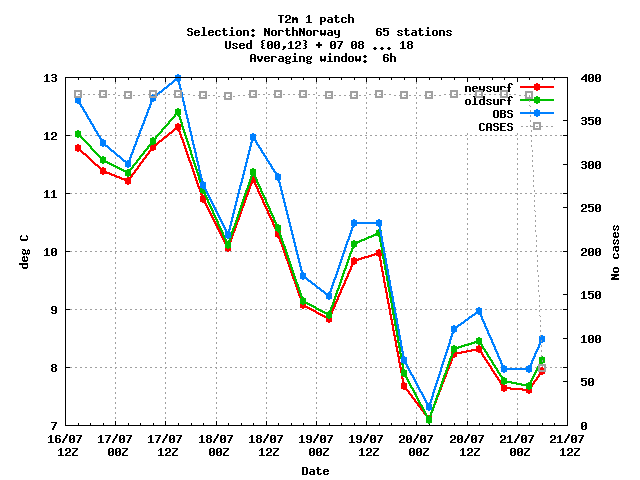 T2m 1 patch
Selection: NorthNorway     65 stations
Used {00,12} + 07 08 ... 18
Averaging window:  6h
newsurf
oldsurf
OBS
CASES
13
12
11
10
9
8
7
deg C
400
350
300
250
200
150
100
50
0
No cases
16/07 17/07 17/07 18/07 18/07 19/07 19/07 20/07 20/07 21/07 21/07
12Z 00Z 12Z 00Z 12Z 00Z 12Z 00Z 12Z 00Z 12Z
Date